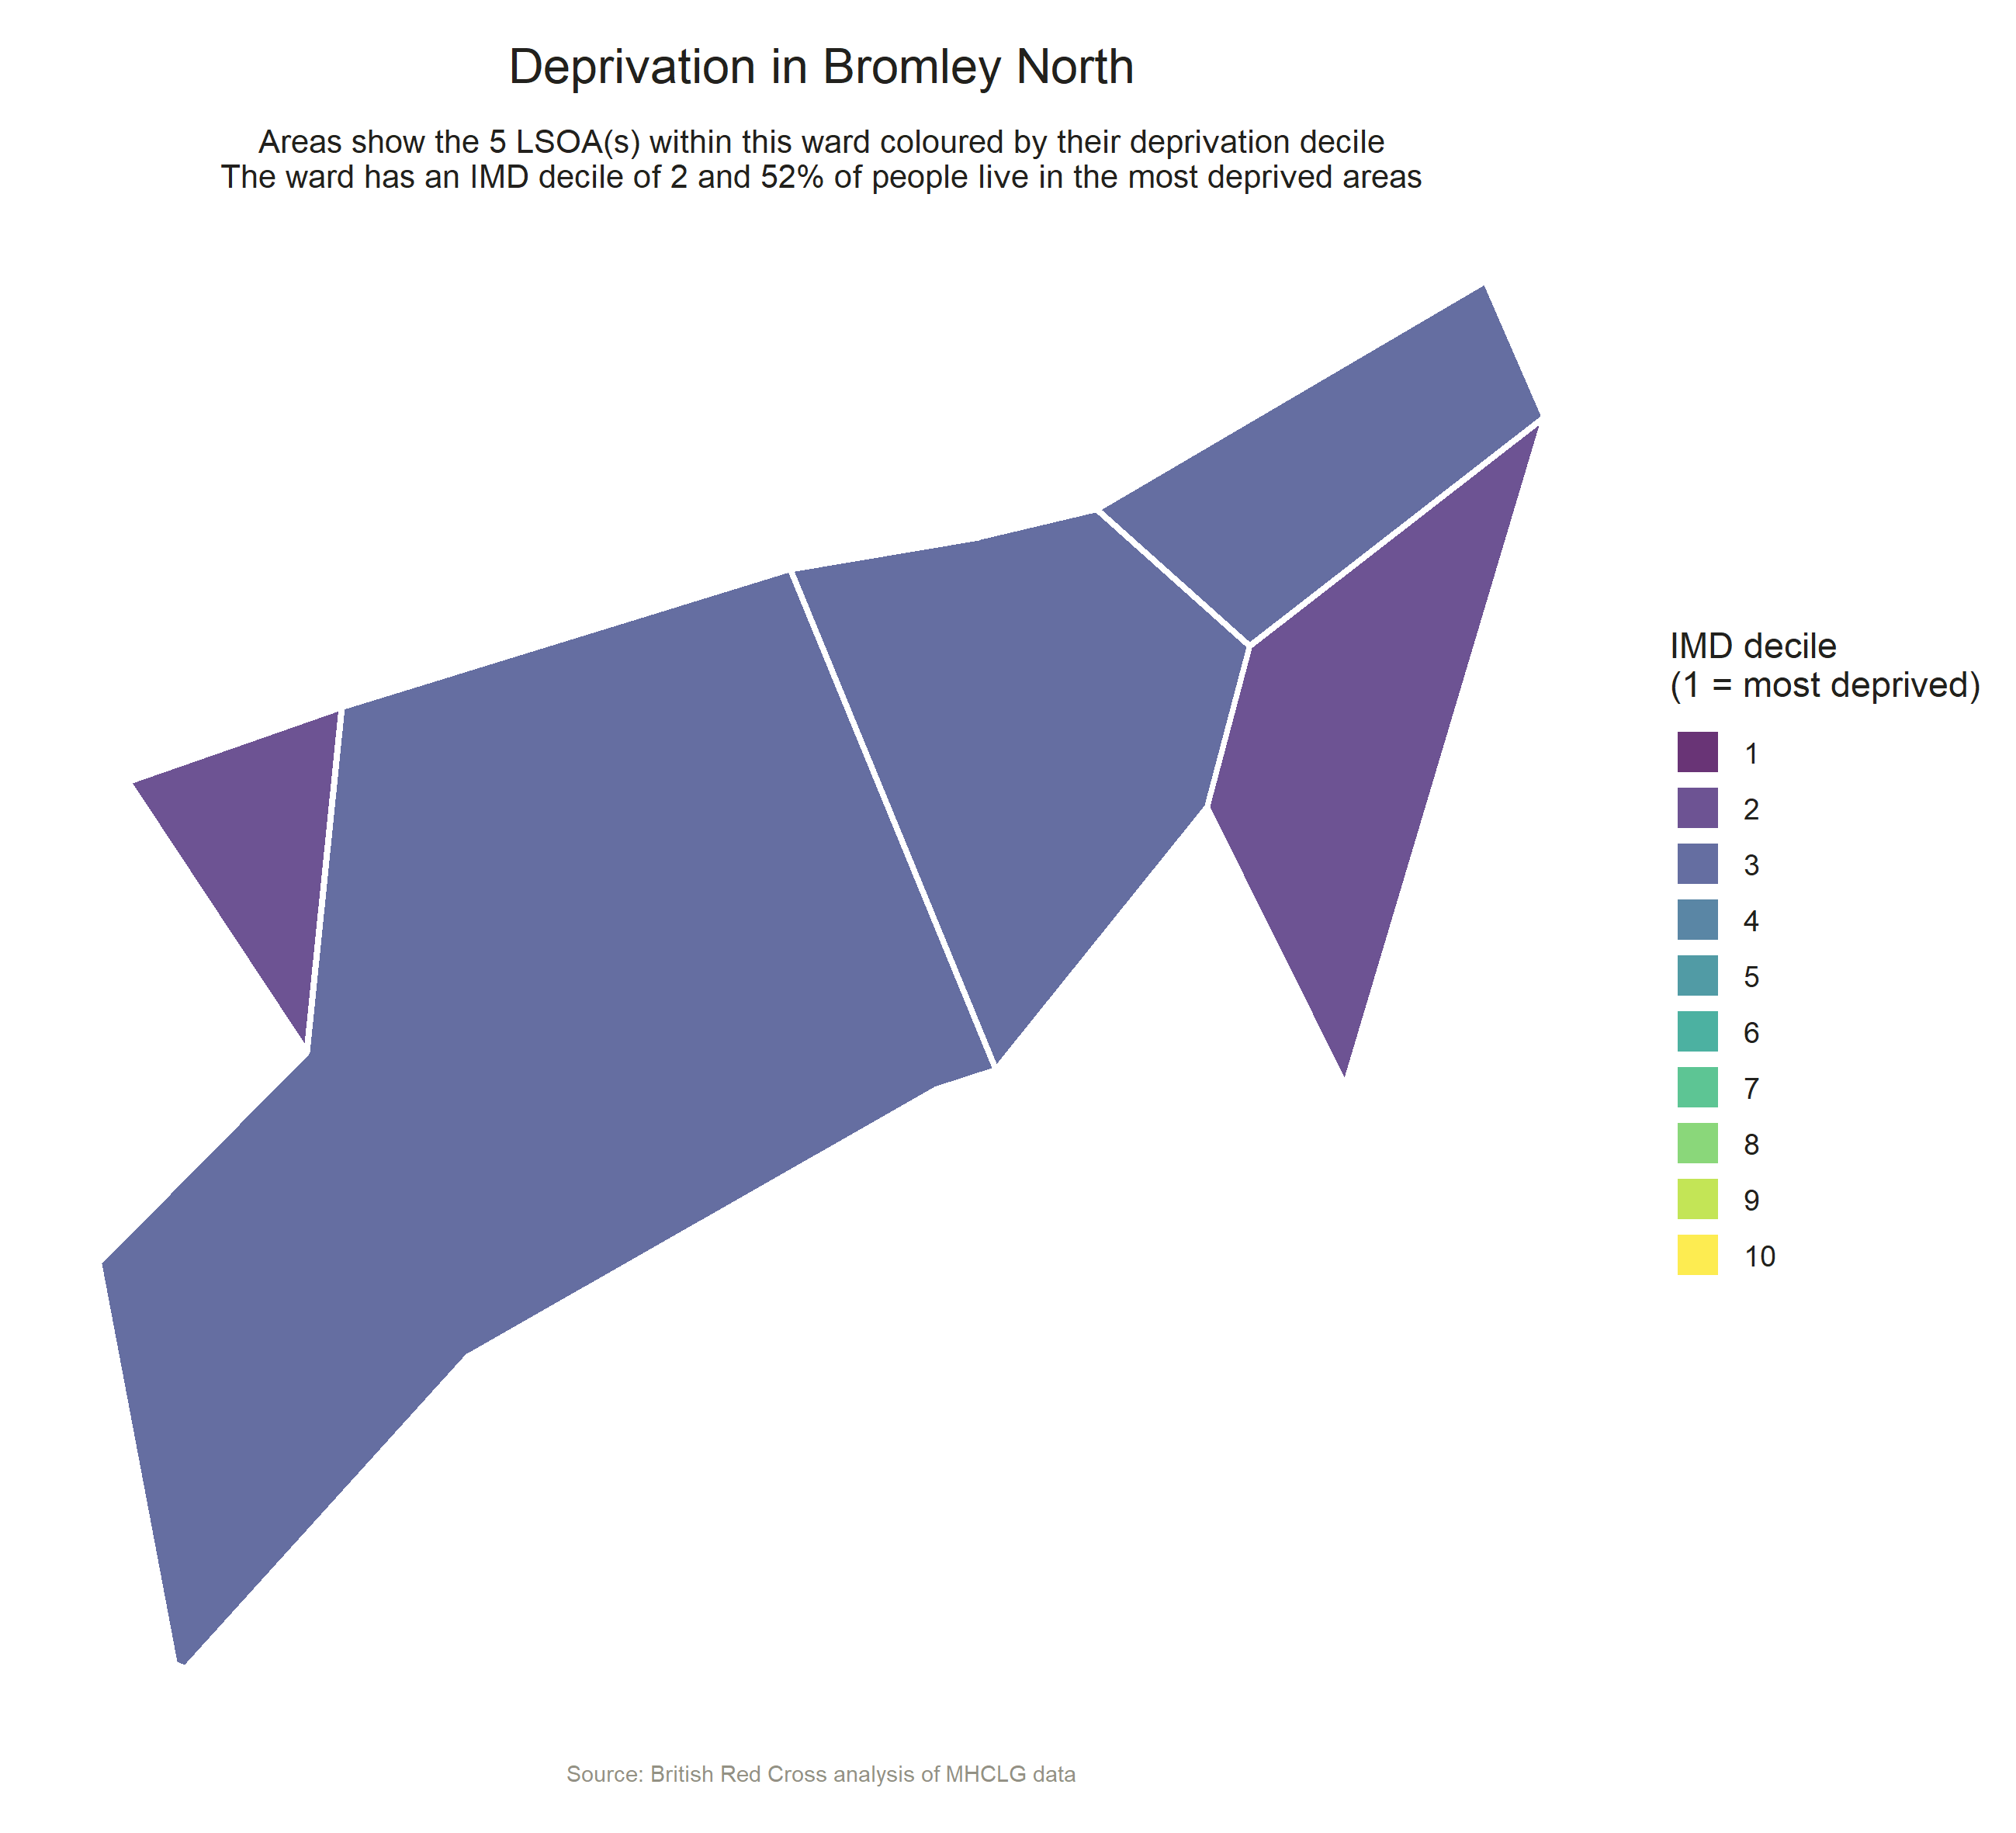 Deprivation in Bromley North
Areas show the 5 LSOA(s) within this ward coloured by their deprivation decile
The ward has an IMD decile of 2 and 52% of people live in the most deprived areas
IMD decile
(1 = most deprived)
1
2
3
4
5
6
7
8
9
10
Source: British Red Cross analysis of MHCLG data